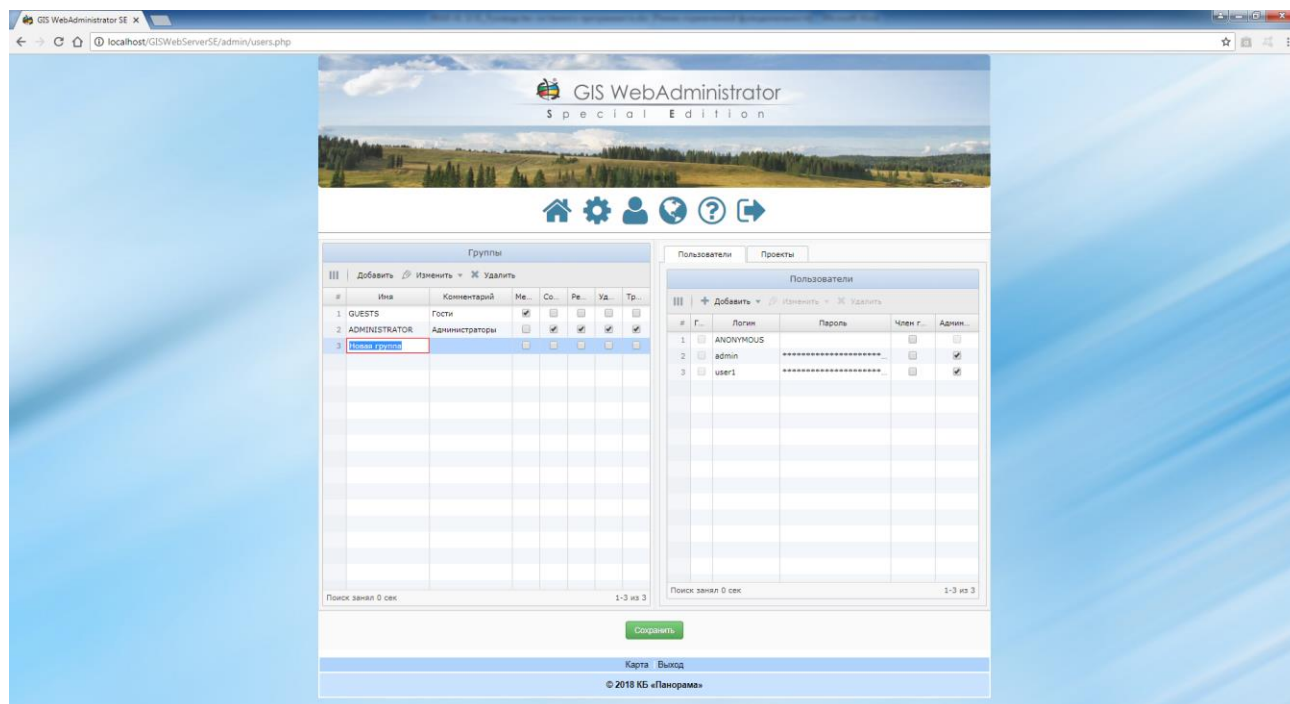 GIS WebAdministrator SE
localhost/GISWebServerSE/admin/users.php
GIS WebAdministrator
Special Edition
Группы
Добавить Изменить Удалить
# Имя Комментарий Ме... Со... Ре... Уд... Тр...
1 GUESTS Гости
2 ADMINISTRATOR Администраторы
3 Новая группа
Поиск занял 0 сек 1-3 из 3
Пользователи Проекты
Пользователи
Добавить Изменить Удалить
# Г... Логин Пароль Член г... Админ...
1 ANONYMOUS
2 admin *********************...
3 user1 *********************...
Поиск занял 0 сек 1-3 из 3
Сохранить
Карта Выход
© 2018 КБ «Панорама»